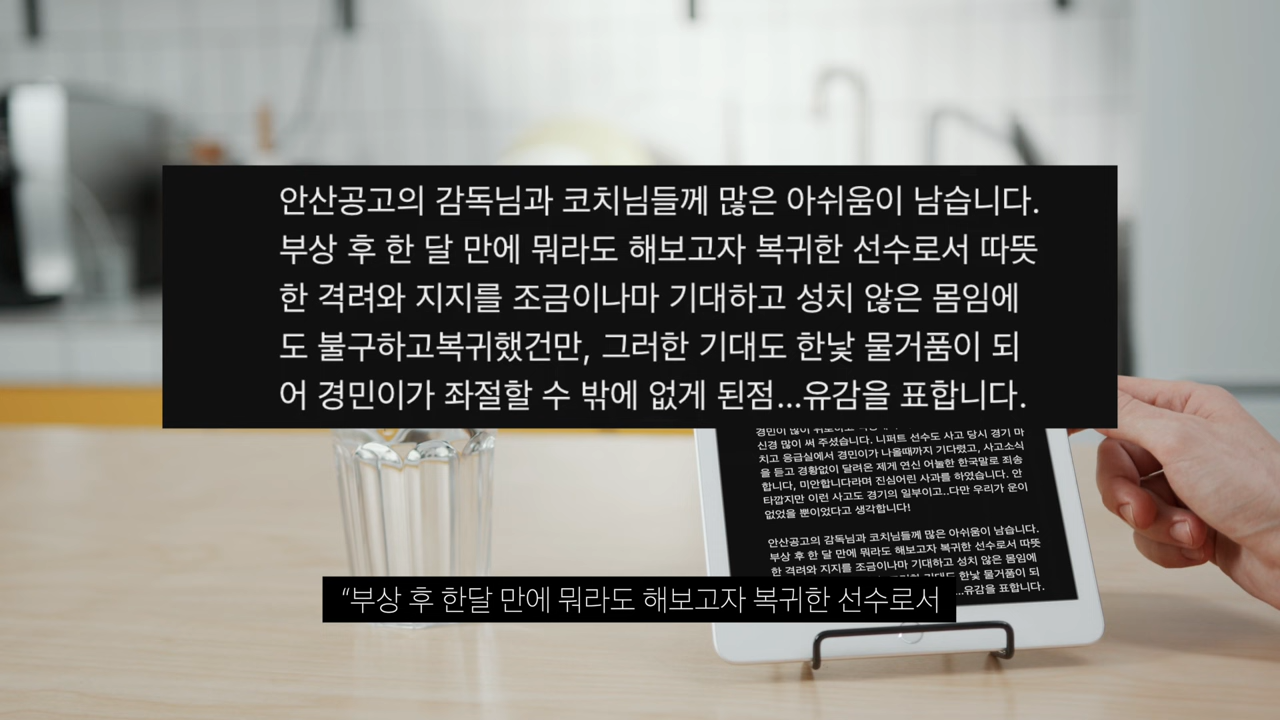 안산공고의 감독님과 코치님들께 많은 아쉬움이 남습니다.
부상 후 한 달 만에 뭐라도 해보고자 복귀한 선수로서 따뜻
한 격려와 지지를 조금이나마 기대하고 성치 않은 몸임에
도 불구하고복귀했건만, 그러한 기대도 한낯 물거품이 되
어 경민이가 좌절할 수 밖에 없게 된점...유감을 표합니다.
신경 많이 써 주셨습니다. 니퍼트 선수도 사고 당시 경기 마
치고 응급실에서 경민이가 나올때까지 기다렸고, 사고소식
을 듣고 경황없이 달려온 제게 연신 어눌한 한국말로 죄송
합니다, 미안합니다라며 진심어린 사과를 하였습니다. 안
타깝지만 이런 사고도 경기의 일부이고..다만 우리가 운이
없었을 뿐이었다고 생각합니다!
안산공고의 감독님과 코치님들께 많은 아쉬움이 남습니다.
부상 후 한 달 만에 뭐라도 해보고자 복귀한 선수로서 따뜻
한 격려와 지지를 조금이나마 기대하고 성치 않은 몸임에
한낯 물거품이 되
...유감을 표합니다.
“부상 후 한달 만에 뭐라도 해보고자 복귀한 선수로서